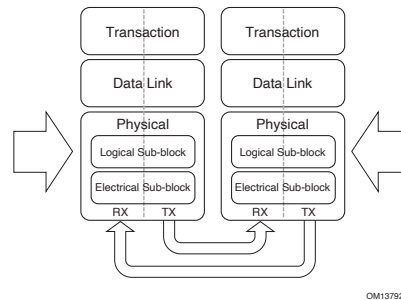 Transaction Transaction
Data Link Data Link
Physical Physical
Logical Sub-block Logical Sub-block
Electrical Sub-block Electrical Sub-block
RX TX RX TX
OM13792